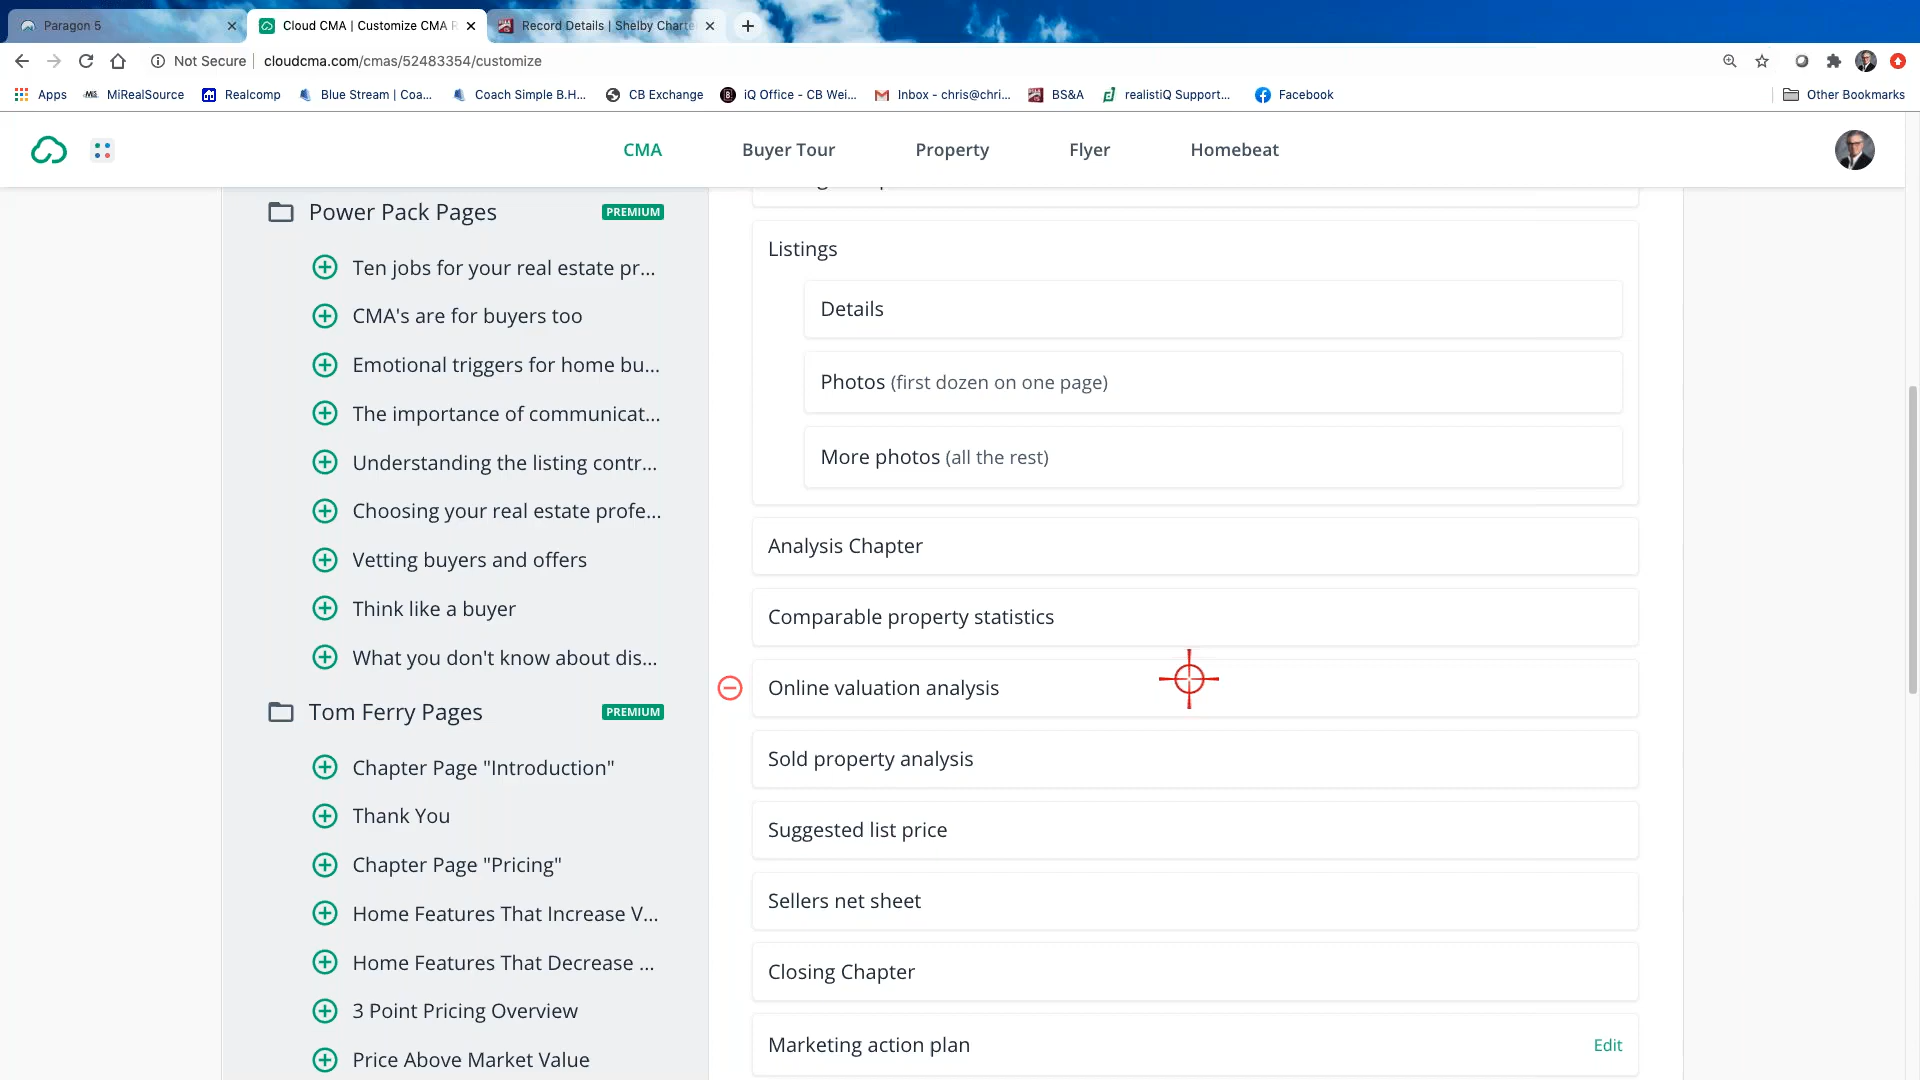 Paragon 5
Cloud CMA | Customize CMA R
Record Details | Shelby Charte
Not Secure
cloudcma.com/cmas/52483354/customize
Apps
MiRealSource
Realcomp
Blue Stream | Coa...
Coach Simple B.H...
CB Exchange
iQ Office - CB Wei...
Inbox - chris@chri...
BS&A
realistiQ Support...
Facebook
Other Bookmarks
CMA
Buyer Tour
Property
Flyer
Homebeat
Power Pack Pages
PREMIUM
Ten jobs for your real estate pr...
CMA's are for buyers too
Emotional triggers for home bu...
The importance of communicat...
Understanding the listing contr...
Choosing your real estate profe...
Vetting buyers and offers
Think like a buyer
What you don't know about dis...
Tom Ferry Pages
PREMIUM
Chapter Page "Introduction"
Thank You
Chapter Page "Pricing"
Home Features That Increase V...
Home Features That Decrease ...
3 Point Pricing Overview
Price Above Market Value
Listings
Details
Photos (first dozen on one page)
More photos (all the rest)
Analysis Chapter
Comparable property statistics
Online valuation analysis
Sold property analysis
Suggested list price
Sellers net sheet
Closing Chapter
Marketing action plan
Edit